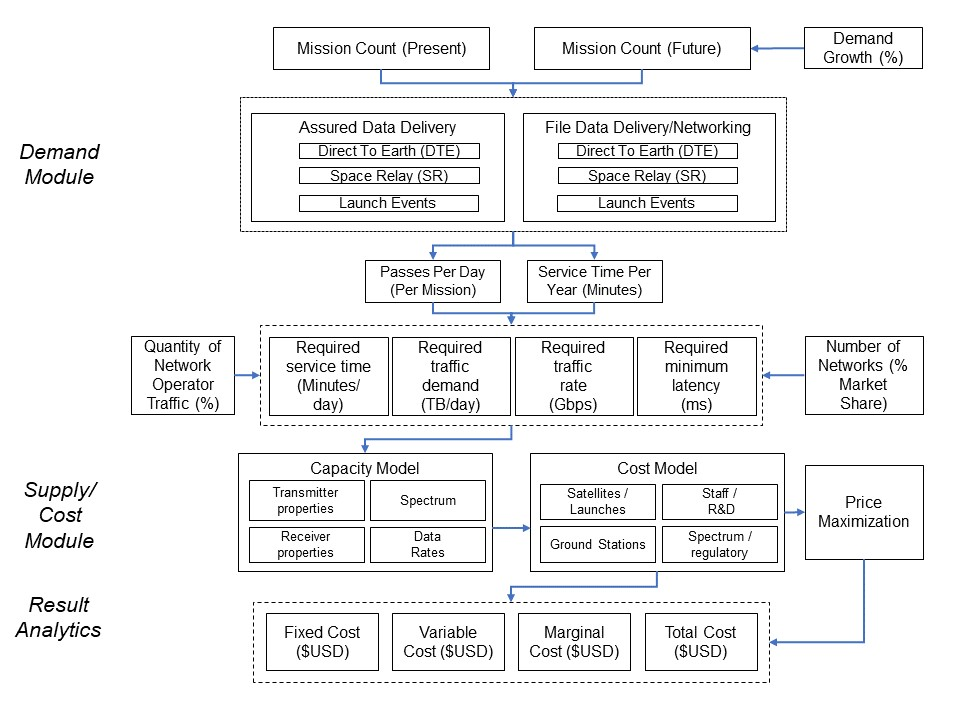 Mission Count (Present)
Mission Count (Future)
Demand
Growth (%)
Demand
Module
Assured Data Delivery
Direct To Earth (DTE)
Space Relay (SR)
Launch Events
File Data Delivery/Networking
Direct To Earth (DTE)
Space Relay (SR)
Launch Events
Passes Per Day
(Per Mission)
Service Time Per
Year (Minutes)
Quantity of
Network
Operator
Traffic (%)
Required
service time
(Minutes/
day)
Required
traffic
demand
(TB/day)
Required
traffic
rate
(Gbps)
Required
minimum
latency
(ms)
Number of
Networks (%
Market
Share)
Supply/
Cost
Module
Capacity Model
Transmitter
properties
Spectrum
Receiver
properties
Data
Rates
Cost Model
Satellites /
Launches
Staff /
R&D
Ground Stations
Spectrum /
regulatory
Price
Maximization
Result
Analytics
Fixed Cost
($USD)
Variable
Cost ($USD)
Marginal
Cost ($USD)
Total Cost
($USD)